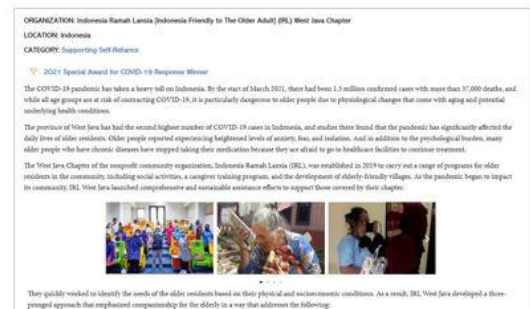 ORGANIZATION: Indonesia Ramah Lansia [Indonesia Friendly to The Older Adult] (IRL) West Java Chapter
LOCATION: Indonesia
CATEGORY: Supporting Self-Reliance
2021 Special Award for COVID-19 Response Winner
The COVID-19 pandemic has taken a heavy toll on Indonesia. By the start of March 2021, there had been 1.3 million confirmed cases with more than 37,000 deaths, and
while all age groups are at risk of contracting COVID-19, it is particularly dangerous to older people due to physiological changes that come with aging and potential
underlying health conditions.
The province of West Java has had the second highest number of COVID-19 cases in Indonesia, and studies there found that the pandemic has significantly affected the
daily lives of older residents. Older people reported experiencing heightened levels of anxiety, fear, and isolation. And in addition to the psychological burden, many
older people who have chronic diseases have stopped taking their medication because they are afraid to go to healthcare facilities to continue treatment.
The West Java Chapter of the nonprofit community organization, Indonesia Ramah Lansia (IRL), was established in 2019 to carry out a range of programs for older
residents in the community, including social activities, a caregiver training program, and the development of elderly-friendly villages. As the pandemic began to impact
its community, IRL West Java launched comprehensive and sustainable assistance efforts to support those covered by their chapter.
They quickly worked to identify the needs of the older residents based on their physical and socioeconomic conditions. As a result, IRL West Java developed a three-
pronged approach that emphasized companionship for the elderly in a way that addresses the following: